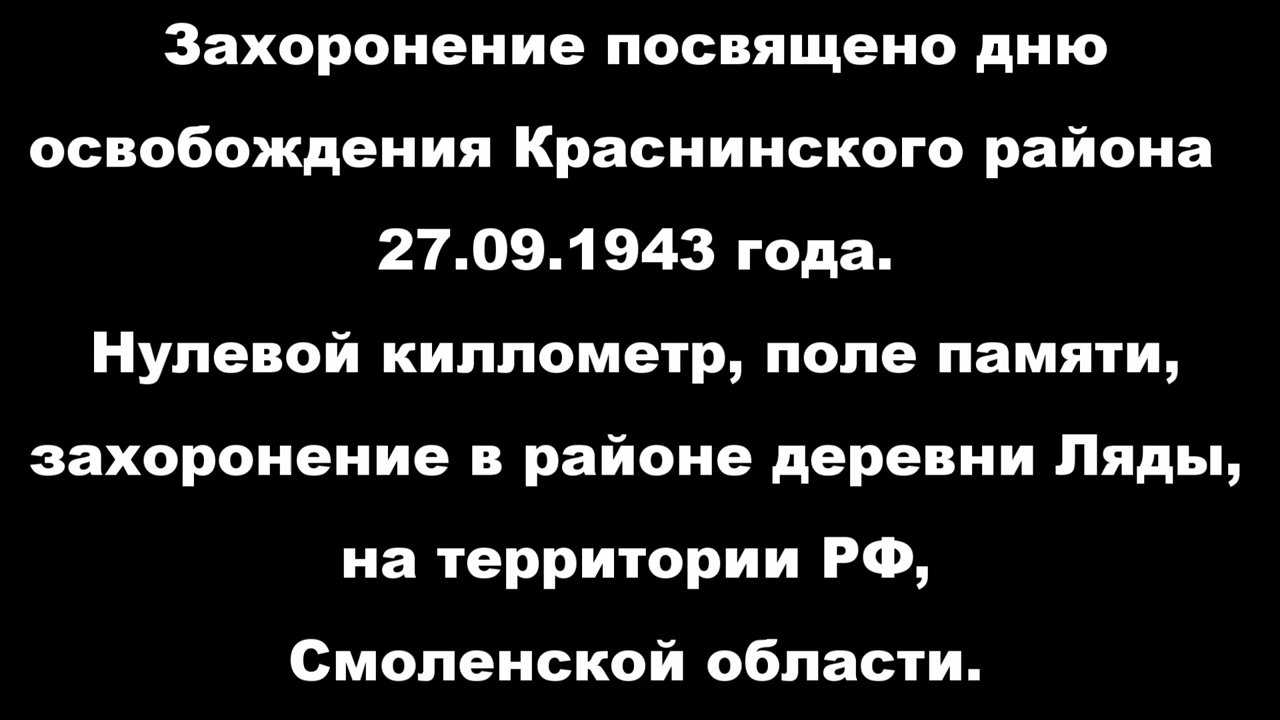 Захоронение посвящено дню
освобождения Краснинского района
27.09.1943 года.
Нулевой киллометр, поле памяти,
захоронение в районе деревни Ляды,
на территории РФ,
Смоленской области.